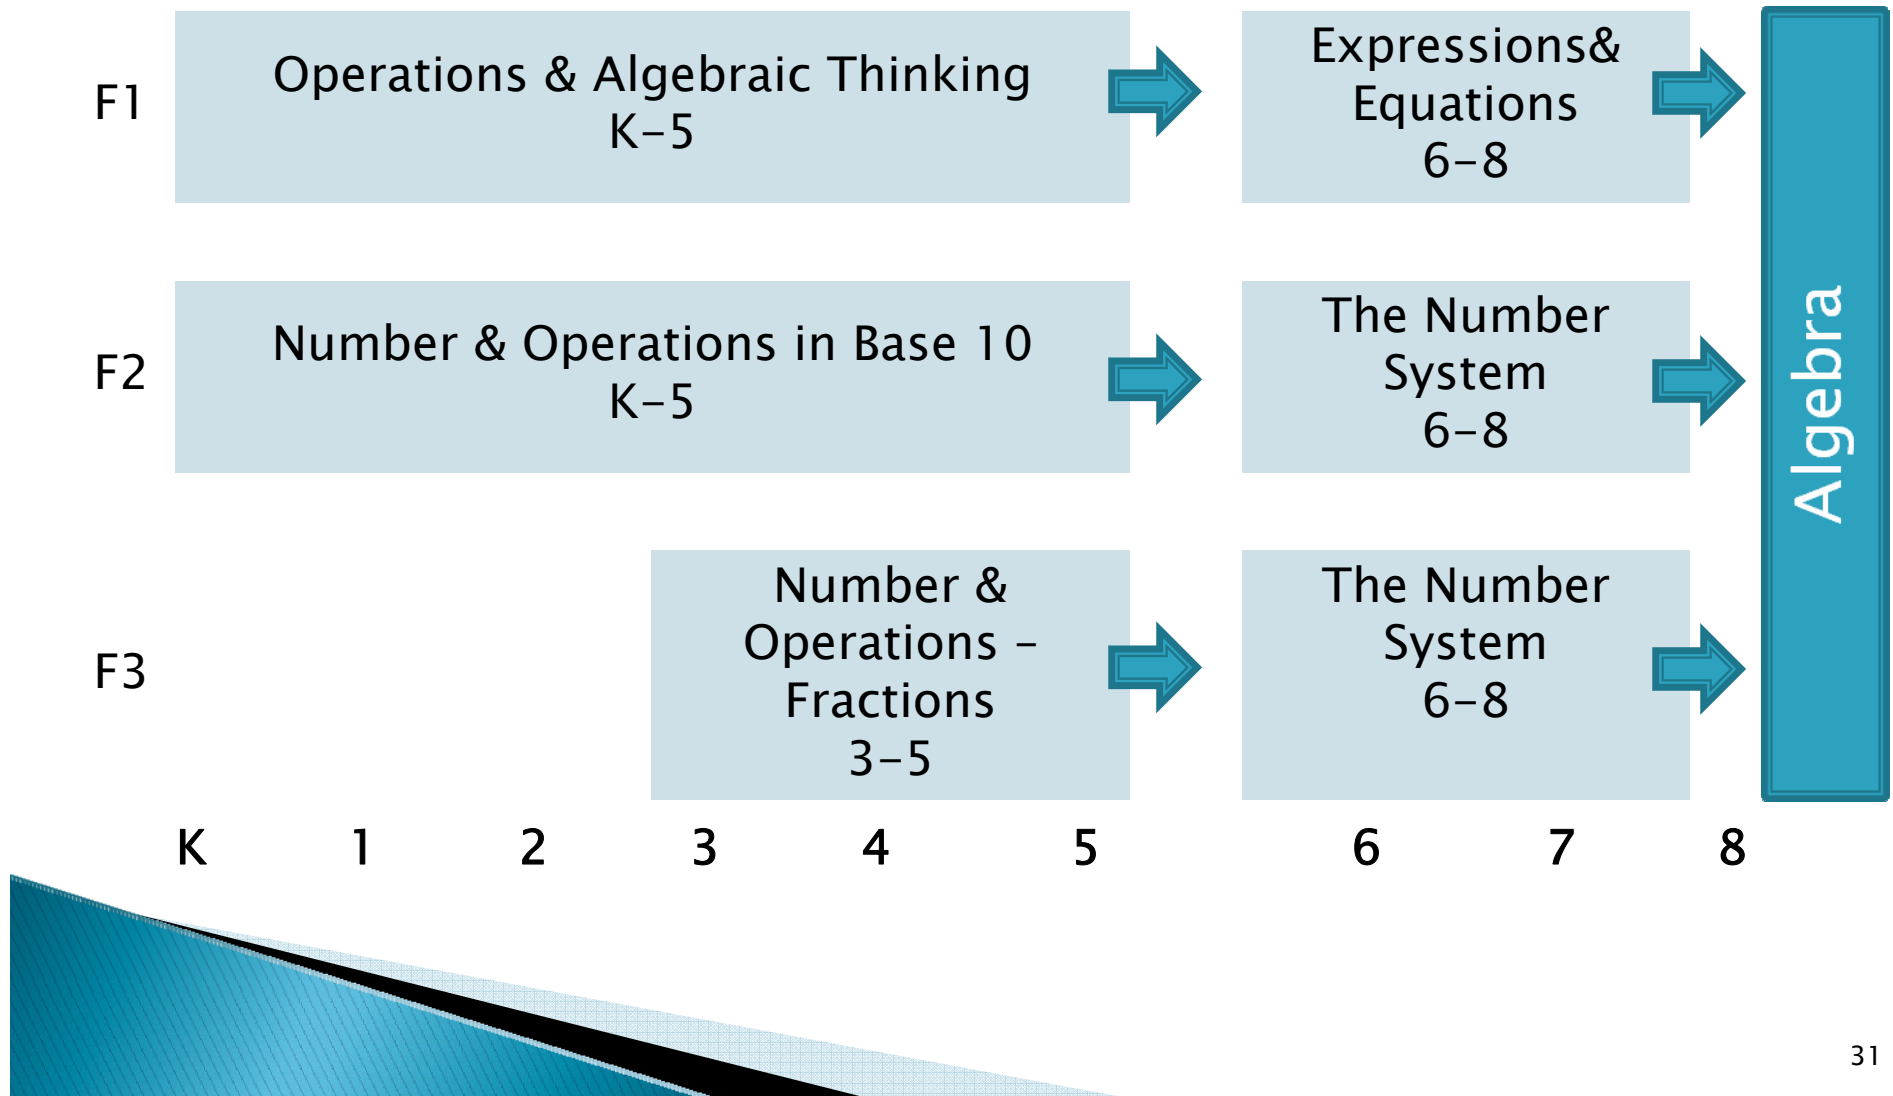 F1
Operations & Algebraic Thinking
K-5
Expressions&
Equations
6-8
F2
Number & Operations in Base 10
K-5
The Number
System
6-8
F3
Number &
Operations -
Fractions
3-5
The Number
System
6-8
Algebra
K 1 2 3 4 5 6 7 8
31